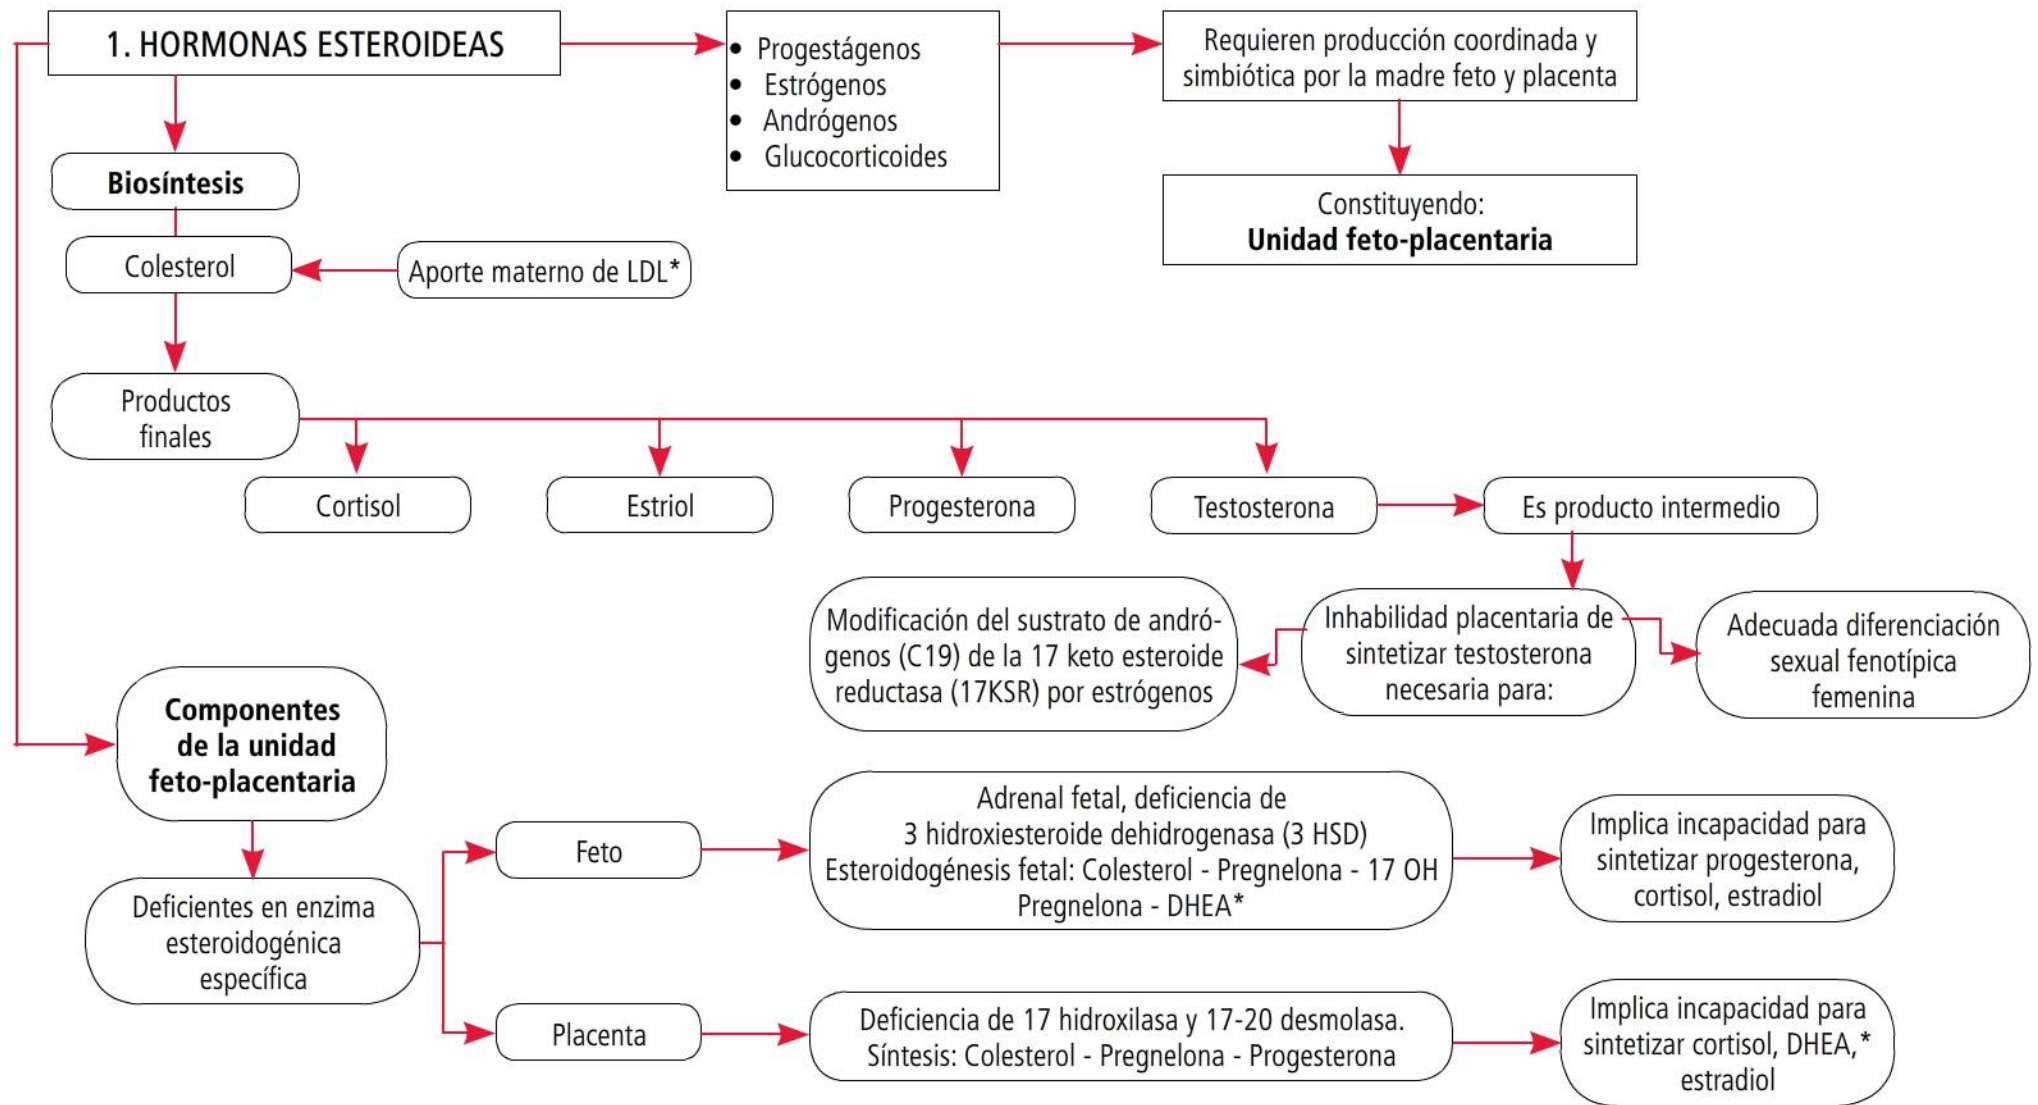 1. HORMONAS ESTEROIDEAS
• Progestágenos
• Estrógenos
• Andrógenos
• Glucocorticoides
Requieren producción coordinada y
simbiótica por la madre feto y placenta
Constituyendo:
Unidad feto-placentaria
Biosíntesis
Colesterol
Aporte materno de LDL*
Productos
finales
Cortisol
Estriol
Progesterona
Testosterona
Es producto intermedio
Modificación del sustrato de andró-
genos (C19) de la 17 keto esteroide
reductasa (17KSR) por estrógenos
Inhabilidad placentaria de
sintetizar testosterona
necesaria para:
Adecuada diferenciación
sexual fenotípica
femenina
Componentes
de la unidad
feto-placentaria
Deficientes en enzima
esteroidogénica
específica
Feto
Adrenal fetal, deficiencia de
3 hidroxiesteroide dehidrogenasa (3 HSD)
Esteroidogénesis fetal: Colesterol - Pregnelona - 17 OH
Pregnelona - DHEA*
Implica incapacidad para
sintetizar progesterona,
cortisol, estradiol
Placenta
Deficiencia de 17 hidroxilasa y 17-20 desmolasa.
Síntesis: Colesterol - Pregnelona - Progesterona
Implica incapacidad para
sintetizar cortisol, DHEA,*
estradiol